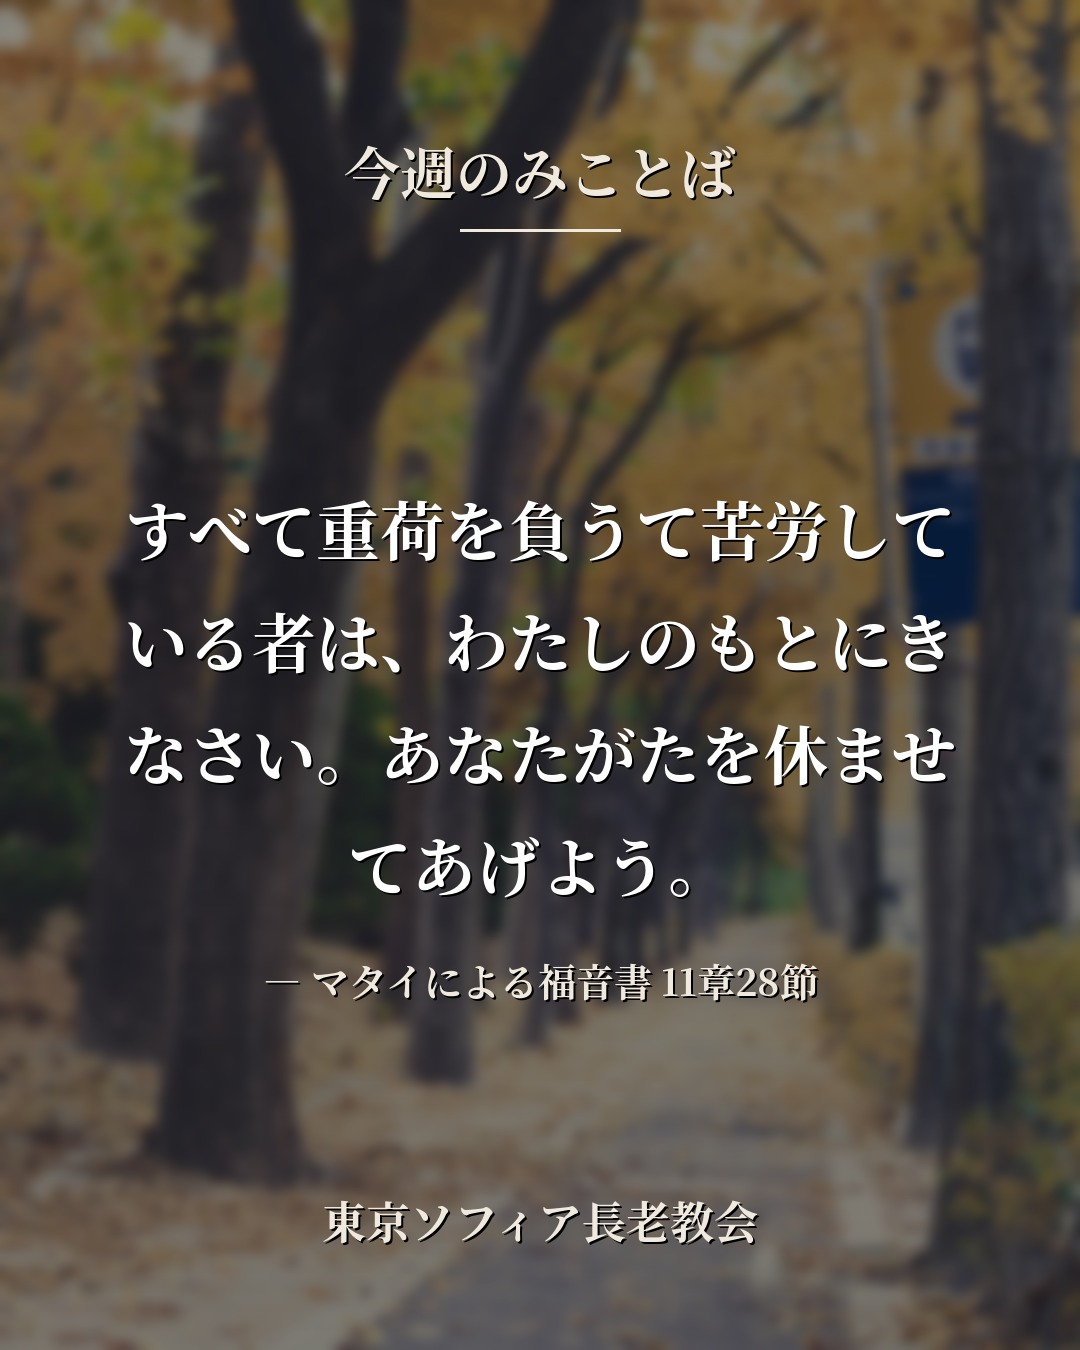 今週のみことば
すべて重荷を負うて苦労して
いる者は、わたしのもとにき
なさい。あなたがたを休ませ
てあげよう。
— マタイによる福音書 11章28節
東京ソフィア長老教会